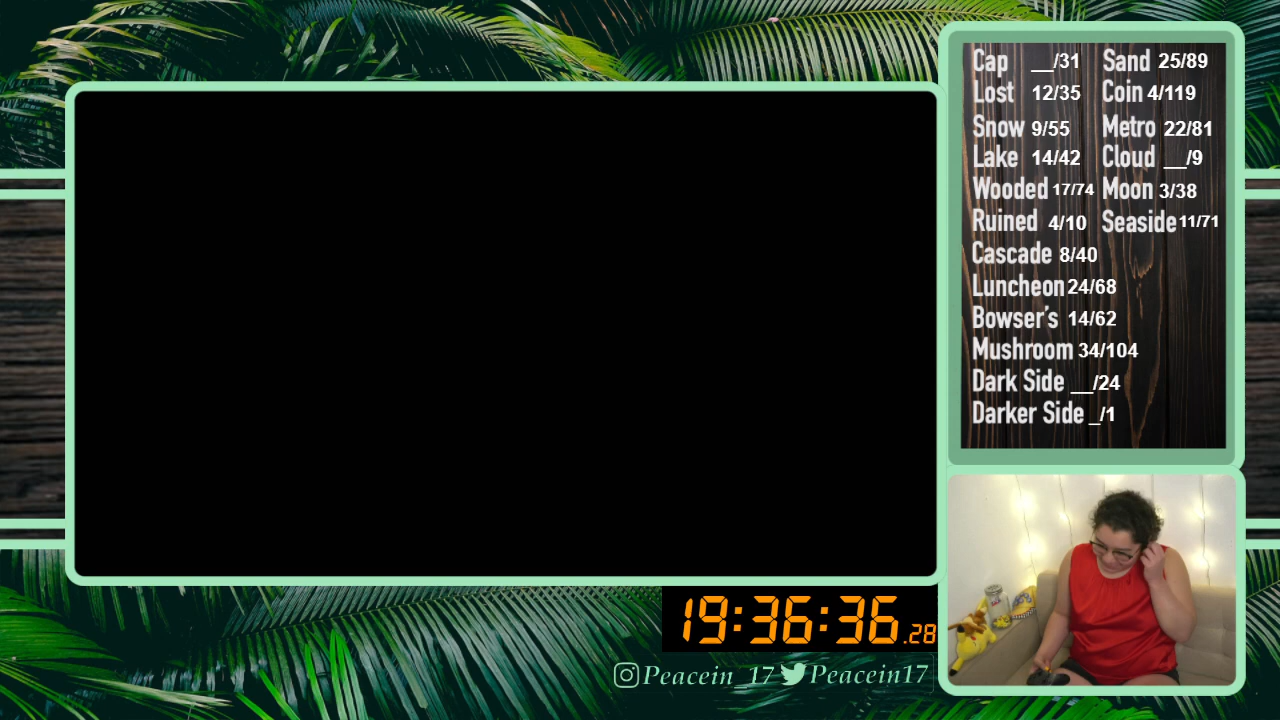 Cap __/31 Sand 25/89
Lost 12/35 Coin 4/119
Snow 9/55 Metro 22/81
Lake 14/42 Cloud __/9
Wooded 17/74 Moon 3/38
Ruined 4/10 Seaside 11/71
Cascade 8/40
Luncheon 24/68
Bowser's 14/62
Mushroom 34/104
Dark Side __/24
Darker Side _/1
19:36:36.28
Peacein_17 Peacein17